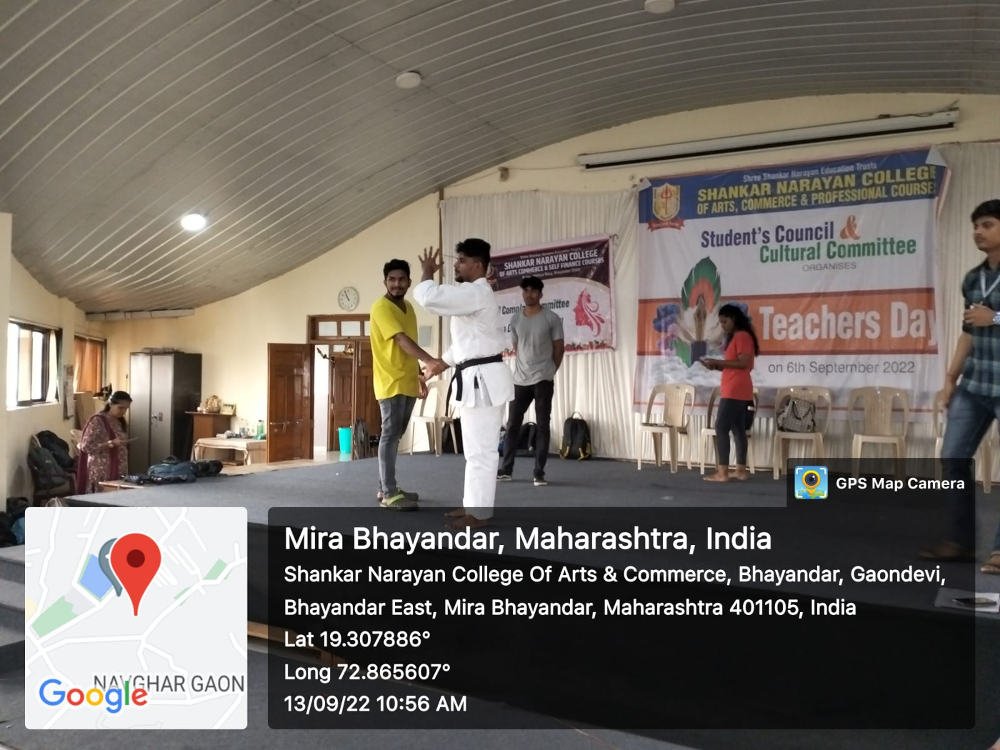 Shree Shankar Narayan Education Trusts
SHANKAR NARAYAN COLLEGE
OF ARTS, COMMERCE & PROFESSIONAL COURSE
Student's Council &
Cultural Committee
ORGANISES
Teachers Day
on 6th September 2022
SHANKAR NARAYAN COLLEGE
OF ARTS COMMERCE & SELF FINANCE COURSES
GPS Map Camera
Mira Bhayandar, Maharashtra, India
Shankar Narayan College Of Arts & Commerce, Bhayandar, Gaondevi,
Bhayandar East, Mira Bhayandar, Maharashtra 401105, India
Lat 19.307886°
Long 72.865607°
13/09/22 10:56 AM
NAVGHAR GAON
Google